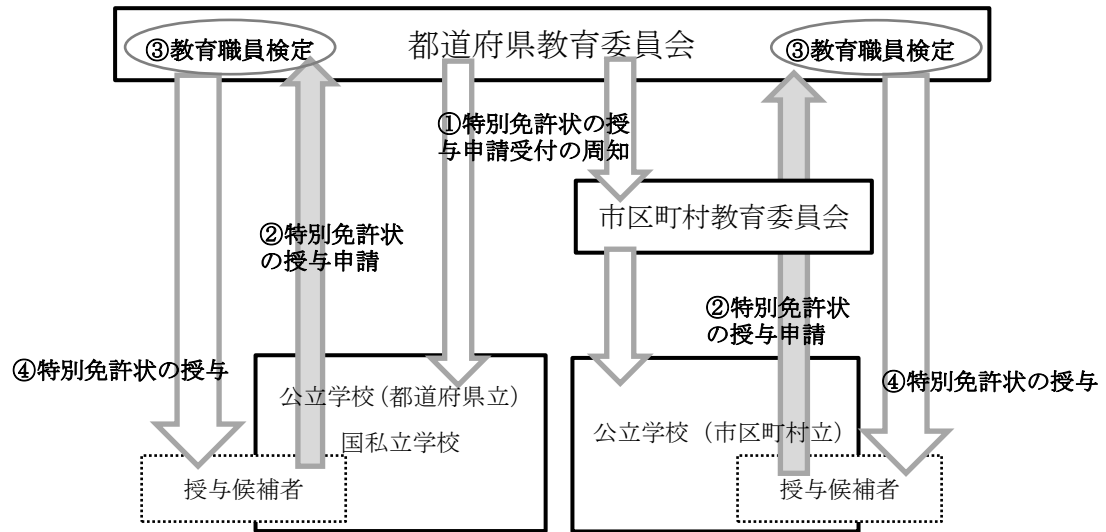 ③教育職員検定
都道府県教育委員会
③教育職員検定
①特別免許状の授
与申請受付の周知
市区町村教育委員会
②特別免許状
の授与申請
②特別免許状
の授与申請
④特別免許状の授与
④特別免許状の授与
公立学校(都道府県立)
国私立学校
公立学校(市区町村立)
授与候補者
授与候補者